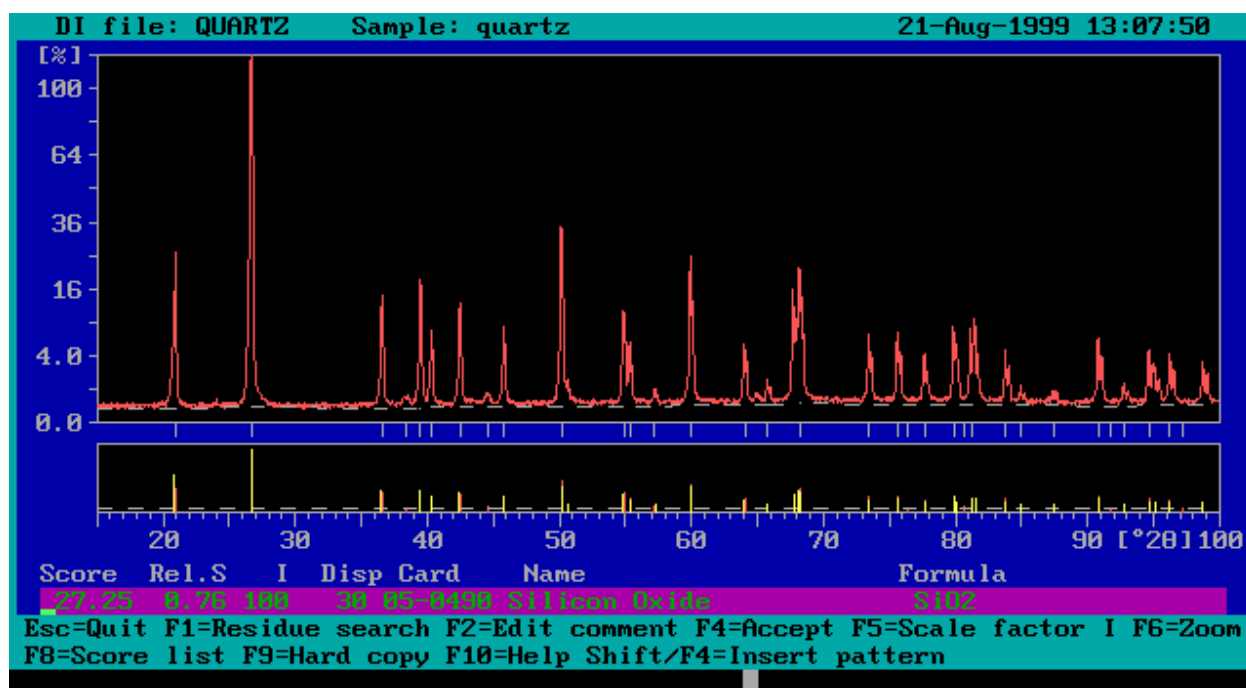 DI file: QUARTZ Sample: quartz 21-Aug-1999 13:07:50
[%]
100
64
36
16
4.0
0.0
20 30 40 50 60 70 80 90 [°2θ] 100
Score Rel.S I Disp Card Name Formula
27.25 0.76 100 30 05-0490 Silicon Oxide SiO2
Esc=Quit F1=Residue search F2=Edit comment F4=Accept F5=Scale factor I F6=Zoom
F8=Score list F9=Hard copy F10=Help Shift/F4=Insert pattern